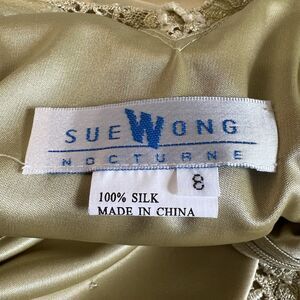 SUE WONG
NOCTURNE
8
100% SILK
MADE IN CHINA